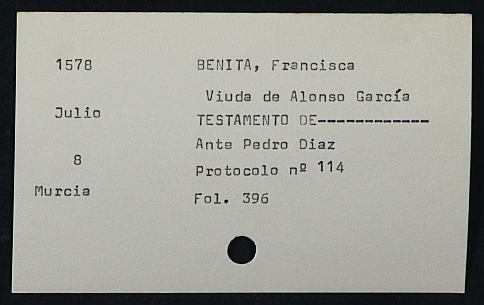 1578
BENITA, Francisca
Viuda de Alonso García
Julio
TESTAMENTO DE------------
Ante Pedro Diaz
8
Protocolo nº 114
Murcia
Fol. 396